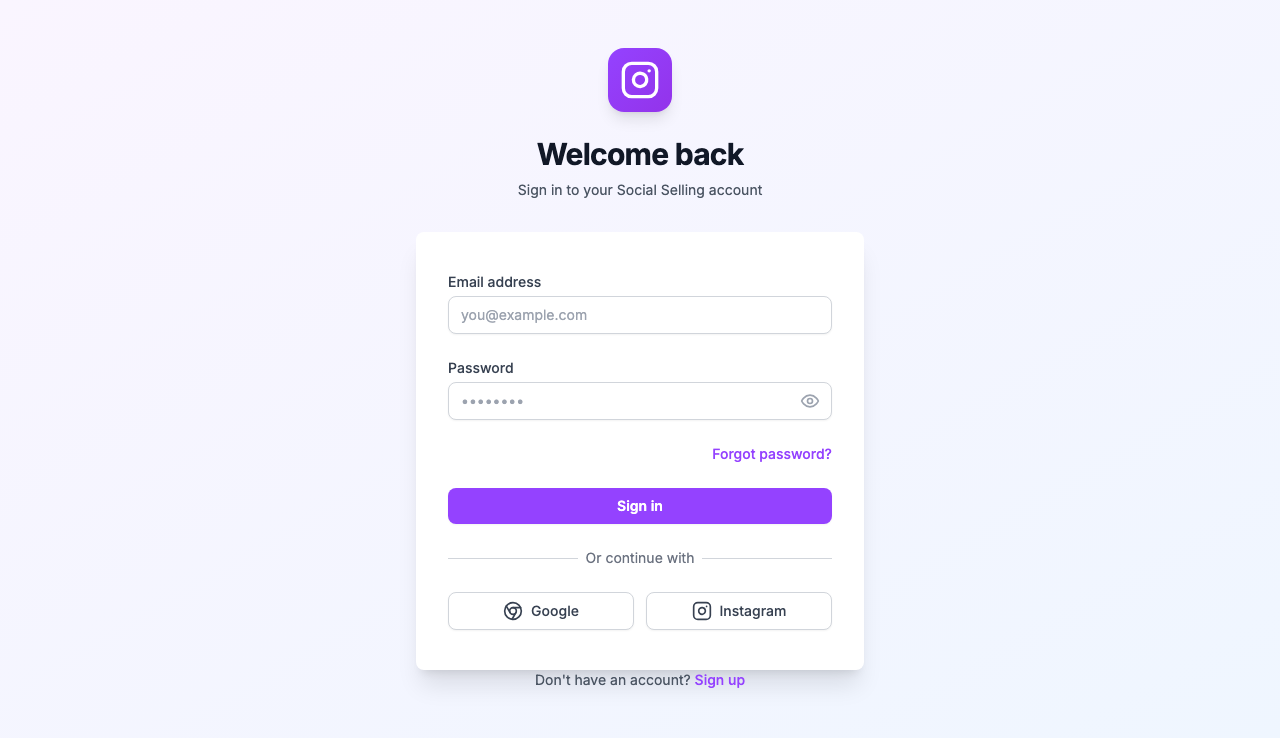 Welcome back
Sign in to your Social Selling account
Email address
you@example.com
Password
••••••••
Forgot password?
Sign in
Or continue with
Google
Instagram
Don't have an account? Sign up